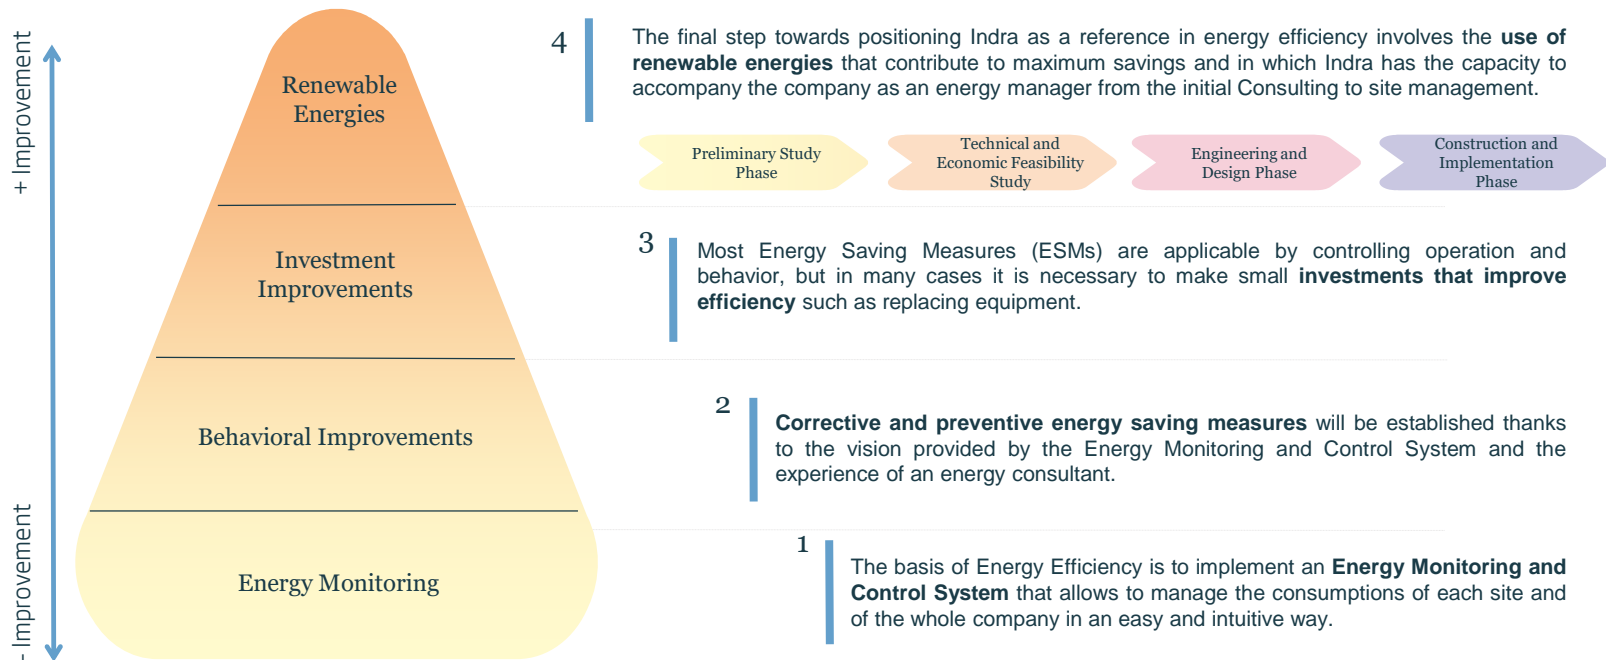 + Improvement
- Improvement
Renewable
Energies
Investment
Improvements
Behavioral Improvements
Energy Monitoring
4
The final step towards positioning Indra as a reference in energy efficiency involves the use of
renewable energies that contribute to maximum savings and in which Indra has the capacity to
accompany the company as an energy manager from the initial Consulting to site management.
Preliminary Study
Phase
Technical and
Economic Feasibility
Study
Engineering and
Design Phase
Construction and
Implementation
Phase
3
Most Energy Saving Measures (ESMs) are applicable by controlling operation and
behavior, but in many cases it is necessary to make small investments that improve
efficiency such as replacing equipment.
2
Corrective and preventive energy saving measures will be established thanks
to the vision provided by the Energy Monitoring and Control System and the
experience of an energy consultant.
1
The basis of Energy Efficiency is to implement an Energy Monitoring and
Control System that allows to manage the consumptions of each site and
of the whole company in an easy and intuitive way.